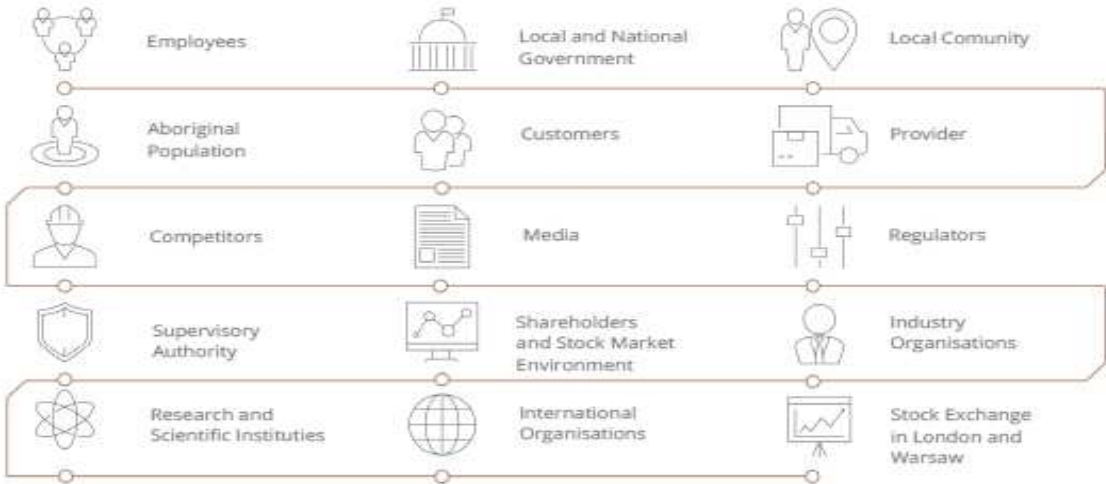 Employees
Local and National
Government
Local Comunity
Aboriginal
Population
Customers
Provider
Competitors
Media
Regulators
Supervisory
Authority
Shareholders
and Stock Market
Environment
Industry
Organisations
Research and
Scientific Instituties
International
Organisations
Stock Exchange
in London and
Warsaw